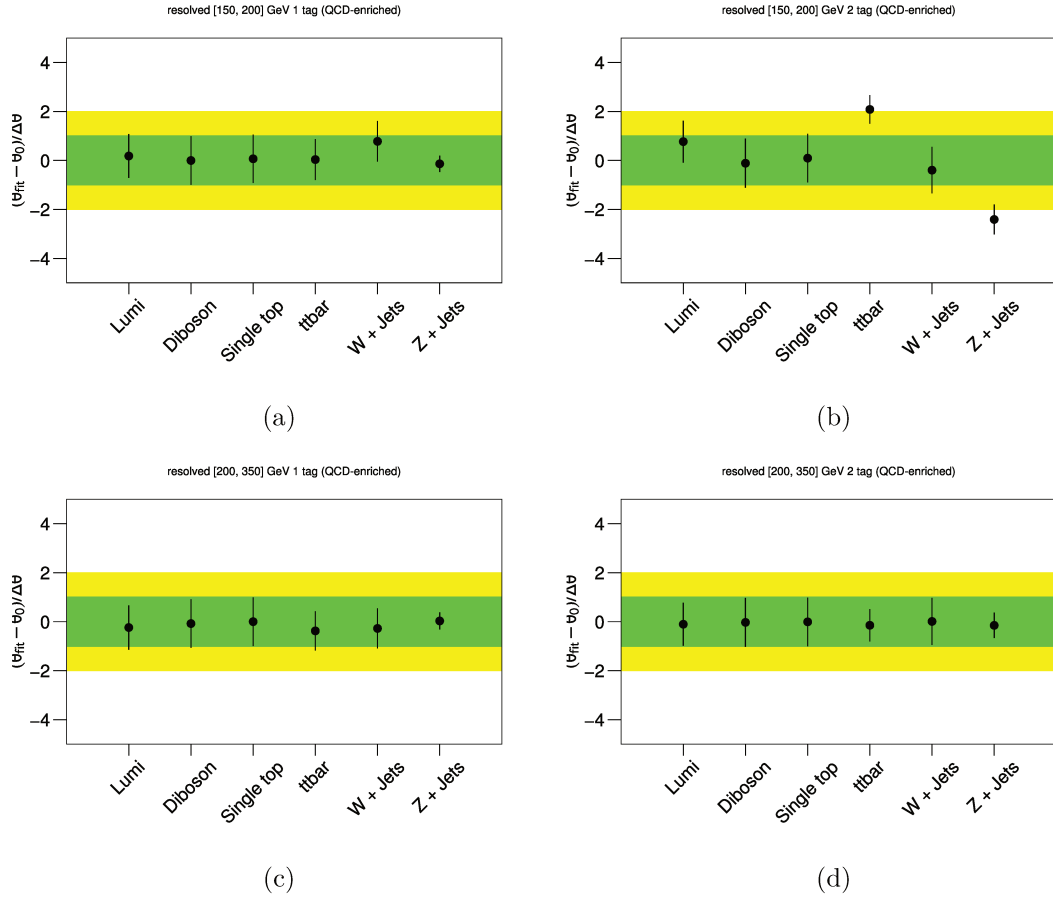 resolved [150, 200] GeV 1 tag (QCD-enriched)
(θfit − θ0)/Δθ
4
2
0
−2
−4
Lumi
Diboson
Single top
ttbar
W + Jets
Z + Jets
(a)
resolved [150, 200] GeV 2 tag (QCD-enriched)
(θfit − θ0)/Δθ
4
2
0
−2
−4
Lumi
Diboson
Single top
ttbar
W + Jets
Z + Jets
(b)
resolved [200, 350] GeV 1 tag (QCD-enriched)
(θfit − θ0)/Δθ
4
2
0
−2
−4
Lumi
Diboson
Single top
ttbar
W + Jets
Z + Jets
(c)
resolved [200, 350] GeV 2 tag (QCD-enriched)
(θfit − θ0)/Δθ
4
2
0
−2
−4
Lumi
Diboson
Single top
ttbar
W + Jets
Z + Jets
(d)